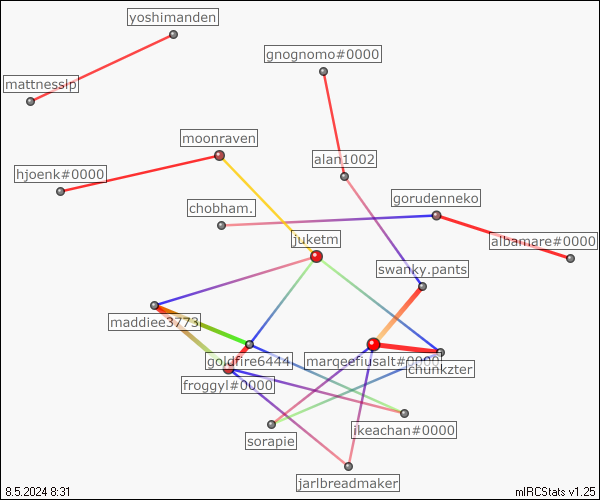 yoshimanden
gnognomo#0000
mattnesslp
moonraven
alan1002
hjoenk#0000
gorudenneko
chobham.
juketm
albamare#0000
swanky.pants
maddiee3773
goldfire6444
margeefiusalt#0000
chunkzter
froggyl#0000
ikeachan#0000
sorapie
jarlbreadmaker
8.5.2024 8:31
mIRCStats v1.25